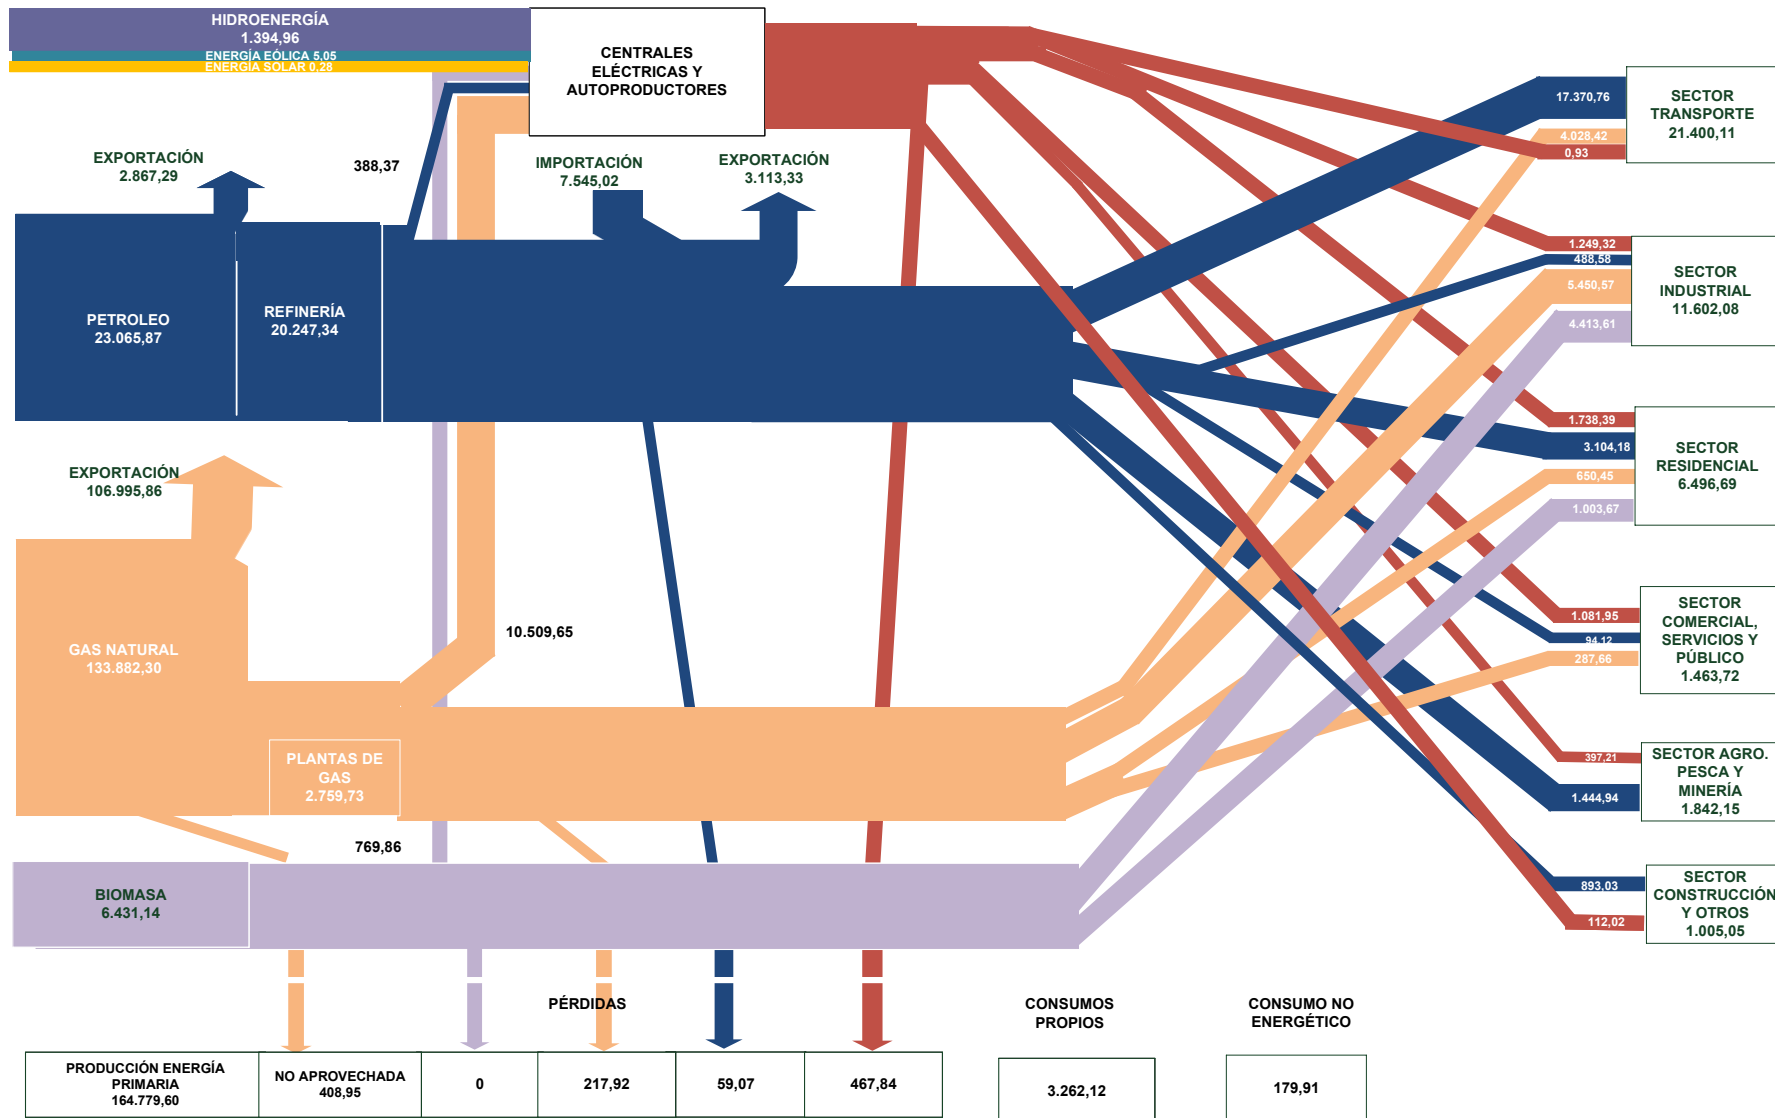 HIDROENERGÍA
1.394,96
ENERGÍA EÓLICA 5,05
ENERGÍA SOLAR 0,28
CENTRALES
ELÉCTRICAS Y
AUTOPRODUCTORES
EXPORTACIÓN
2.867,29
388,37
IMPORTACIÓN
7.545,02
EXPORTACIÓN
3.113,33
PETROLEO
23.065,87
REFINERÍA
20.247,34
EXPORTACIÓN
106.995,86
GAS NATURAL
133.882,30
10.509,65
PLANTAS DE
GAS
2.759,73
769,86
BIOMASA
6.431,14
17.370,76
4.028,42
0,93
SECTOR
TRANSPORTE
21.400,11
1.249,32
488,58
5.450,57
4.413,61
SECTOR
INDUSTRIAL
11.602,08
1.738,39
3.104,18
650,45
1.003,67
SECTOR
RESIDENCIAL
6.496,69
1.081,95
94,12
287,66
SECTOR
COMERCIAL,
SERVICIOS Y
PÚBLICO
1.463,72
397,21
1.444,94
SECTOR AGRO.
PESCA Y
MINERÍA
1.842,15
893,03
112,02
SECTOR
CONSTRUCCIÓN
Y OTROS
1.005,05
PÉRDIDAS
CONSUMOS
PROPIOS
CONSUMO NO
ENERGÉTICO
PRODUCCIÓN ENERGÍA
PRIMARIA
164.779,60
NO APROVECHADA
408,95
0
217,92
59,07
467,84
3.262,12
179,91